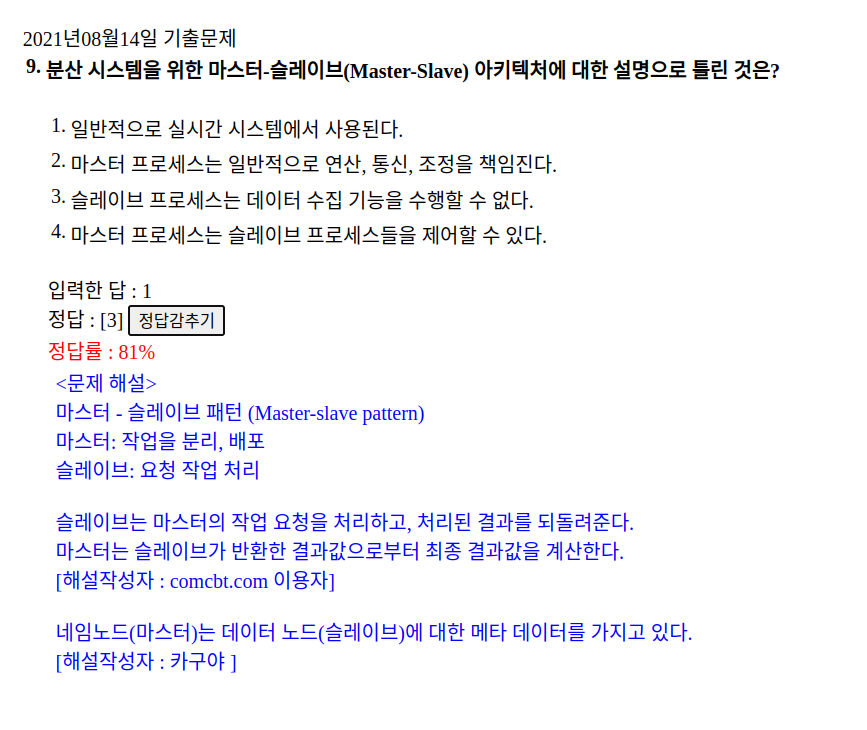 2021년08월14일 기출문제
9. 분산 시스템을 위한 마스터-슬레이브(Master-Slave) 아키텍처에 대한 설명으로 틀린 것은?
1. 일반적으로 실시간 시스템에서 사용된다.
2. 마스터 프로세스는 일반적으로 연산, 통신, 조정을 책임진다.
3. 슬레이브 프로세스는 데이터 수집 기능을 수행할 수 없다.
4. 마스터 프로세스는 슬레이브 프로세스들을 제어할 수 있다.
입력한 답 : 1
정답 : [3] 정답감추기
정답률 : 81%
<문제 해설>
마스터 - 슬레이브 패턴 (Master-slave pattern)
마스터: 작업을 분리, 배포
슬레이브: 요청 작업 처리
슬레이브는 마스터의 작업 요청을 처리하고, 처리된 결과를 되돌려준다.
마스터는 슬레이브가 반환한 결과값으로부터 최종 결과값을 계산한다.
[해설작성자 : comcbt.com 이용자]
네임노드(마스터)는 데이터 노드(슬레이브)에 대한 메타 데이터를 가지고 있다.
[해설작성자 : 카구야 ]